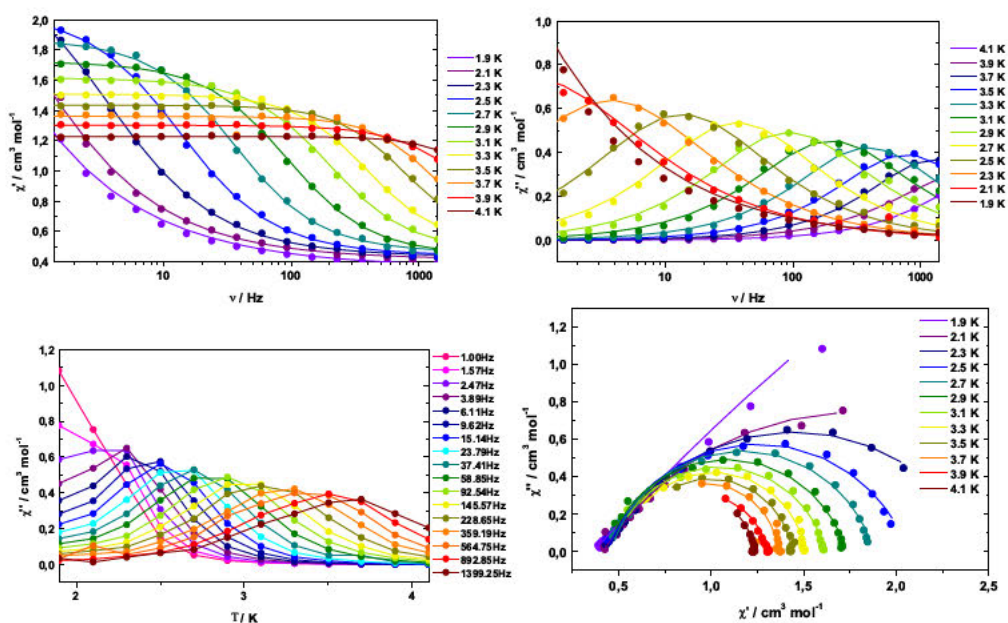 2,0
1,8
1,6
1,4
1,2
1,0
0,8
0,6
0,4
χ' / cm³ mol⁻¹
10
100
1000
ν / Hz
1.9 K
2.1 K
2.3 K
2.5 K
2.7 K
2.9 K
3.1 K
3.3 K
3.5 K
3.7 K
3.9 K
4.1 K
1,0
0,8
0,6
0,4
0,2
0,0
χ'' / cm³ mol⁻¹
10
100
1000
ν / Hz
4.1 K
3.9 K
3.7 K
3.5 K
3.3 K
3.1 K
2.9 K
2.7 K
2.5 K
2.3 K
2.1 K
1.9 K
1,2
1,0
0,8
0,6
0,4
0,2
0,0
χ'' / cm³ mol⁻¹
2
3
4
T / K
1.00Hz
1.57Hz
2.47Hz
3.89Hz
6.11Hz
9.62Hz
15.14Hz
23.79Hz
37.41Hz
58.85Hz
92.54Hz
145.57Hz
228.65Hz
359.19Hz
564.75Hz
892.85Hz
1399.25Hz
1,2
1,0
0,8
0,6
0,4
0,2
0,0
χ'' / cm³ mol⁻¹
0,5
1,0
1,5
2,0
2,5
χ' / cm³ mol⁻¹
1.9 K
2.1 K
2.3 K
2.5 K
2.7 K
2.9 K
3.1 K
3.3 K
3.5 K
3.7 K
3.9 K
4.1 K